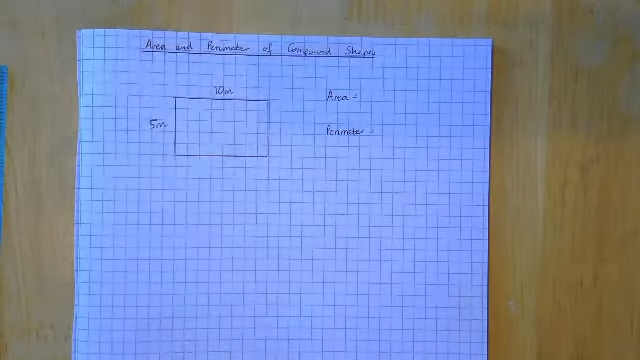 Area and Perimeter of Compound Shapes
10m
Area =
5m
Perimeter =